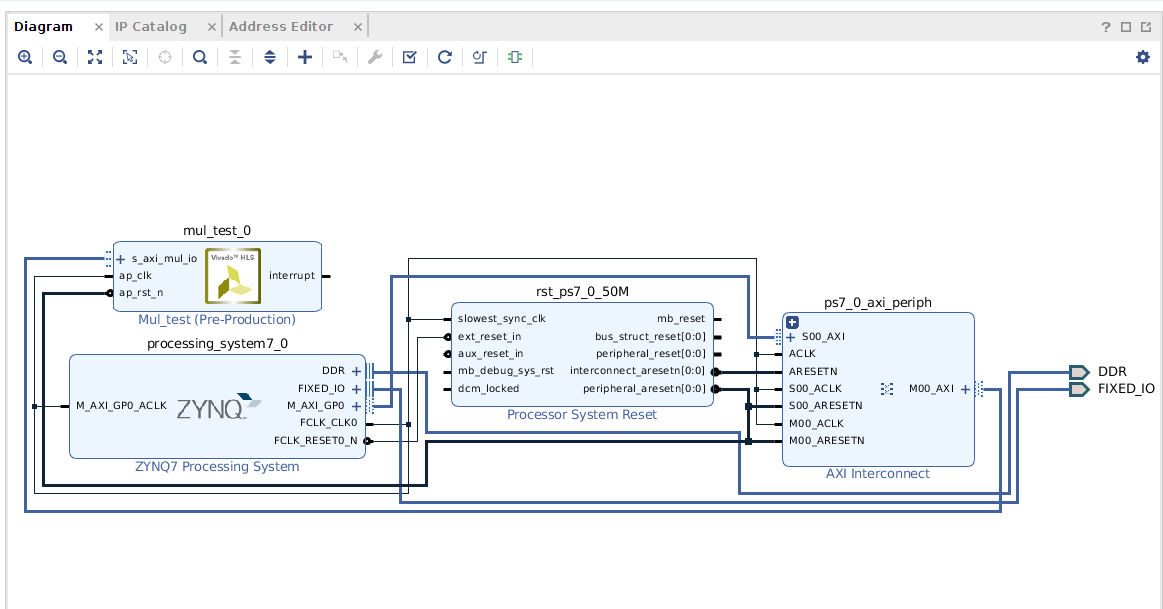 Diagram
IP Catalog
Address Editor
mul_test_0
s_axi_mul_io
ap_clk
ap_rst_n
Vivado™ HLS
interrupt
Mul_test (Pre-Production)
processing_system7_0
M_AXI_GP0_ACLK
ZYNQ
DDR
FIXED_IO
M_AXI_GP0
FCLK_CLK0
FCLK_RESET0_N
ZYNQ7 Processing System
rst_ps7_0_50M
slowest_sync_clk
ext_reset_in
aux_reset_in
mb_debug_sys_rst
dcm_locked
mb_reset
bus_struct_reset[0:0]
peripheral_reset[0:0]
interconnect_aresetn[0:0]
peripheral_aresetn[0:0]
Processor System Reset
ps7_0_axi_periph
S00_AXI
ACLK
ARESETN
S00_ACLK
S00_ARESETN
M00_ACLK
M00_ARESETN
M00_AXI
AXI Interconnect
DDR
FIXED_IO